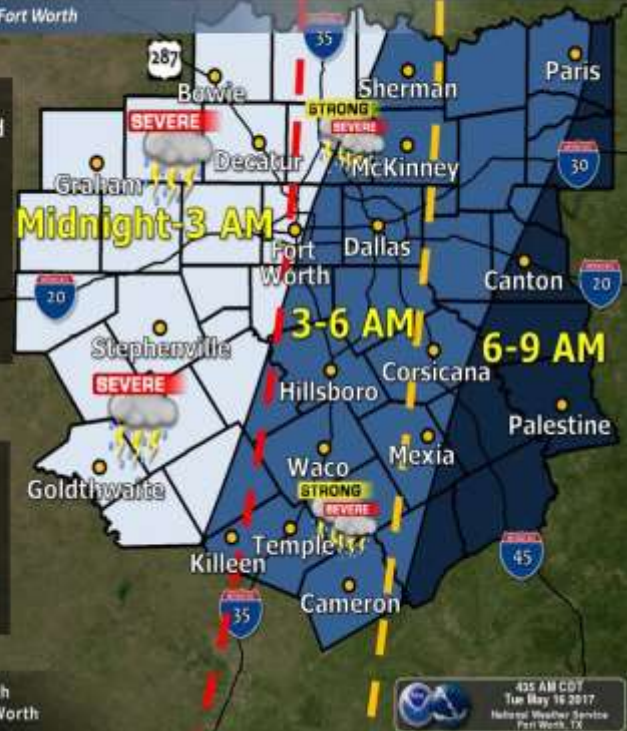 Fort Worth
35
287
Paris
Sherman
Bowie
STRONG
SEVERE
SEVERE
Decatur
McKinney
30
Graham
Midnight-3 AM
Fort
Worth
Dallas
Canton
20
20
3-6 AM
6-9 AM
Stephenville
Corsicana
SEVERE
Hillsboro
Palestine
Waco
Mexia
Goldthwaite
STRONG
SEVERE
Temple
Killeen
45
35
Cameron
435 AM CDT
Tue May 16 2017
National Weather Service
Fort Worth, TX
h
Worth